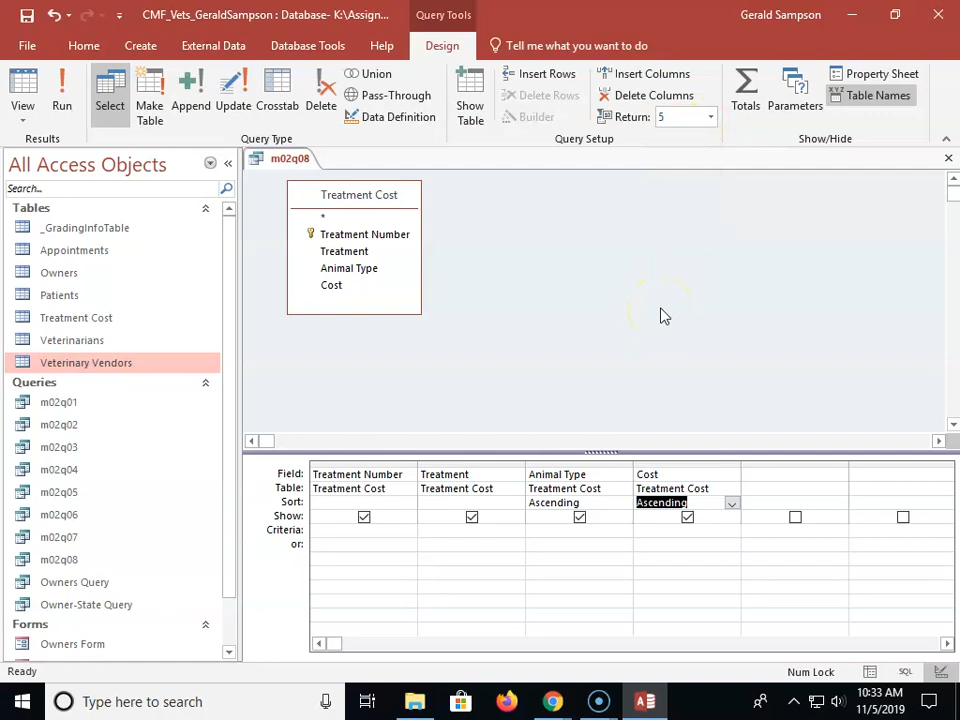 CMF_Vets_GeraldSampson : Database- K:\Assign...
Query Tools
Gerald Sampson
File Home Create External Data Database Tools Help Design Tell me what you want to do
View
Run
Select
Make Table
Append
Update
Crosstab
Delete
Union
Pass-Through
Data Definition
Show Table
Insert Rows
Delete Rows
Builder
Insert Columns
Delete Columns
Return: 5
Totals
Parameters
Property Sheet
Table Names
Results
Query Type
Query Setup
Show/Hide
All Access Objects
Search...
Tables
_GradingInfoTable
Appointments
Owners
Patients
Treatment Cost
Veterinarians
Veterinary Vendors
Queries
m02q01
m02q02
m02q03
m02q04
m02q05
m02q06
m02q07
m02q08
Owners Query
Owner-State Query
Forms
Owners Form
m02q08
Treatment Cost
*
Treatment Number
Treatment
Animal Type
Cost
Field: Treatment Number Treatment Animal Type Cost
Table: Treatment Cost Treatment Cost Treatment Cost Treatment Cost
Sort: Ascending Ascending
Show:
Criteria:
or:
Ready
Num Lock
SQL
Type here to search
10:33 AM
11/5/2019